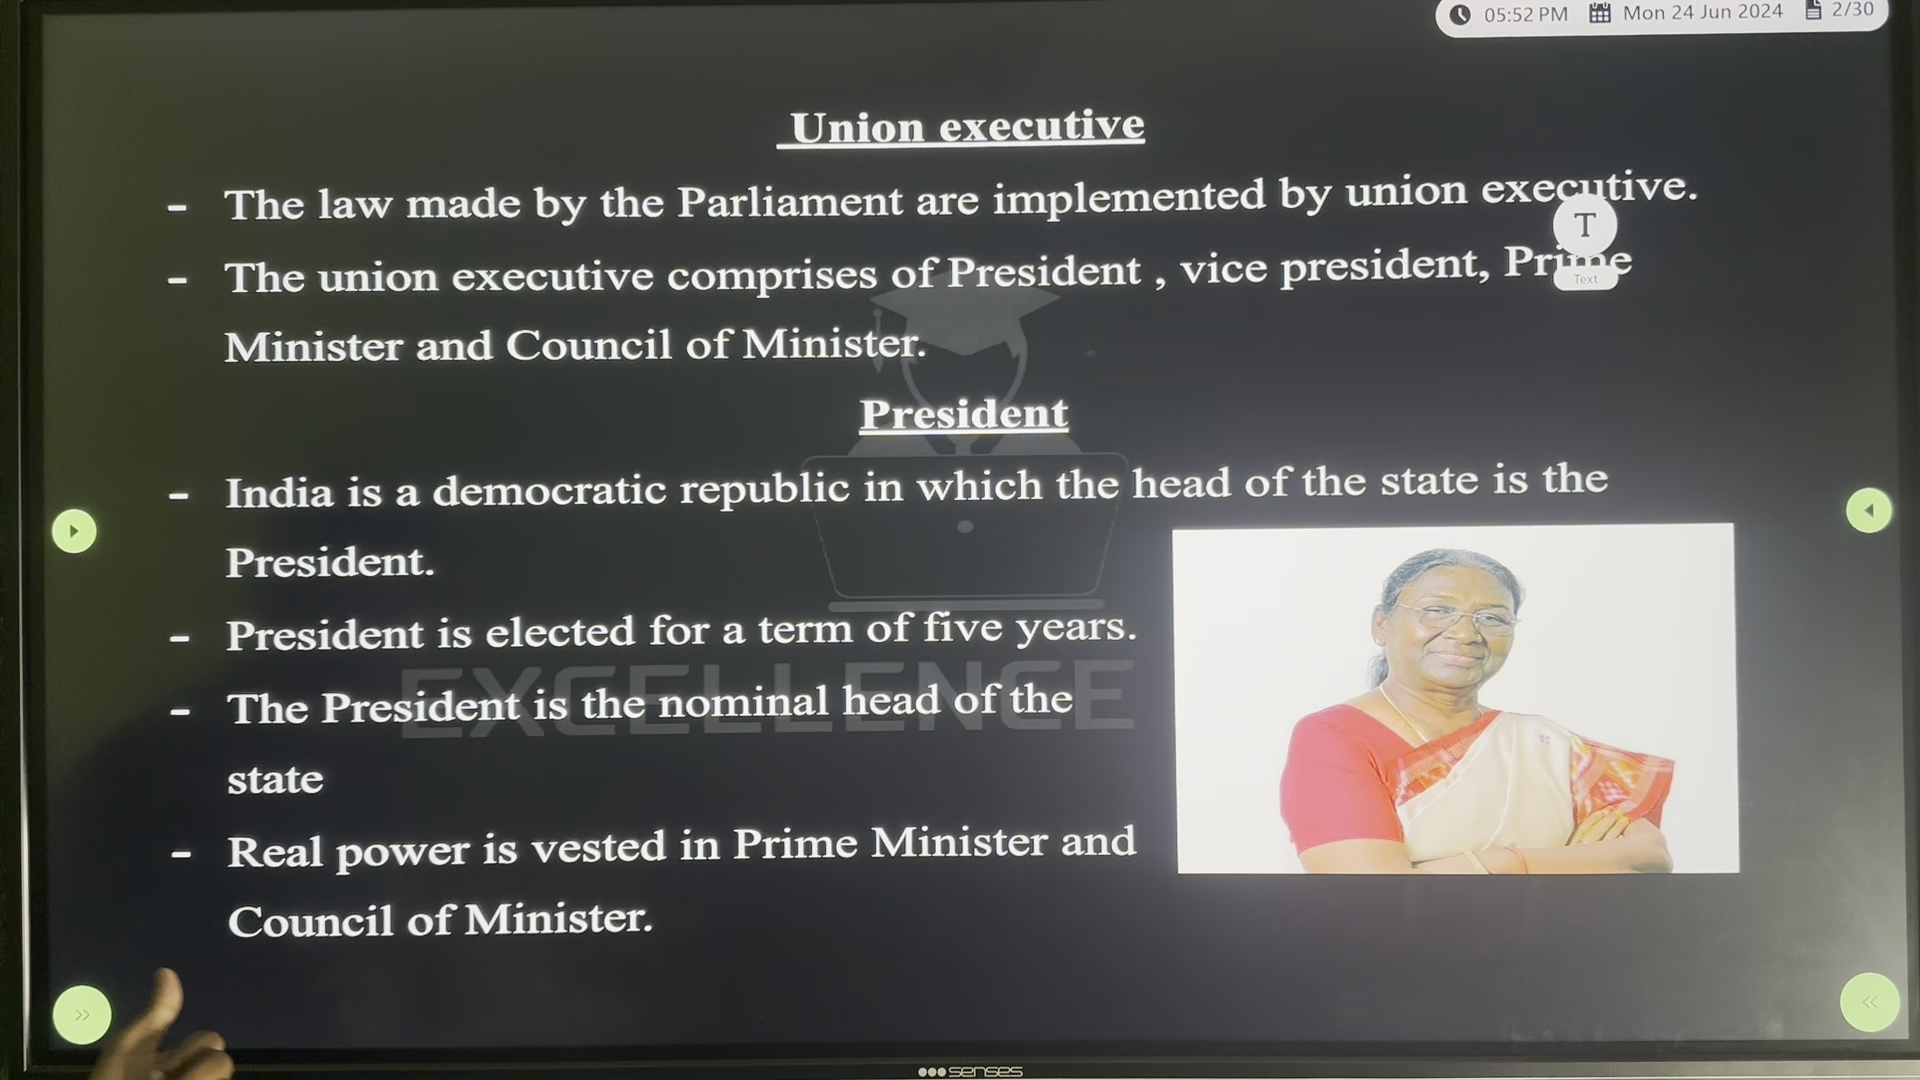 05:52 PM Mon 24 Jun 2024 2/30
Union executive
- The law made by the Parliament are implemented by union executive.
T
- The union executive comprises of President , vice president, Prime
Text
Minister and Council of Minister.
President
- India is a democratic republic in which the head of the state is the
President.
- President is elected for a term of five years.
EXCELLENCE
- The President is the nominal head of the
state
- Real power is vested in Prime Minister and
Council of Minister.
senses